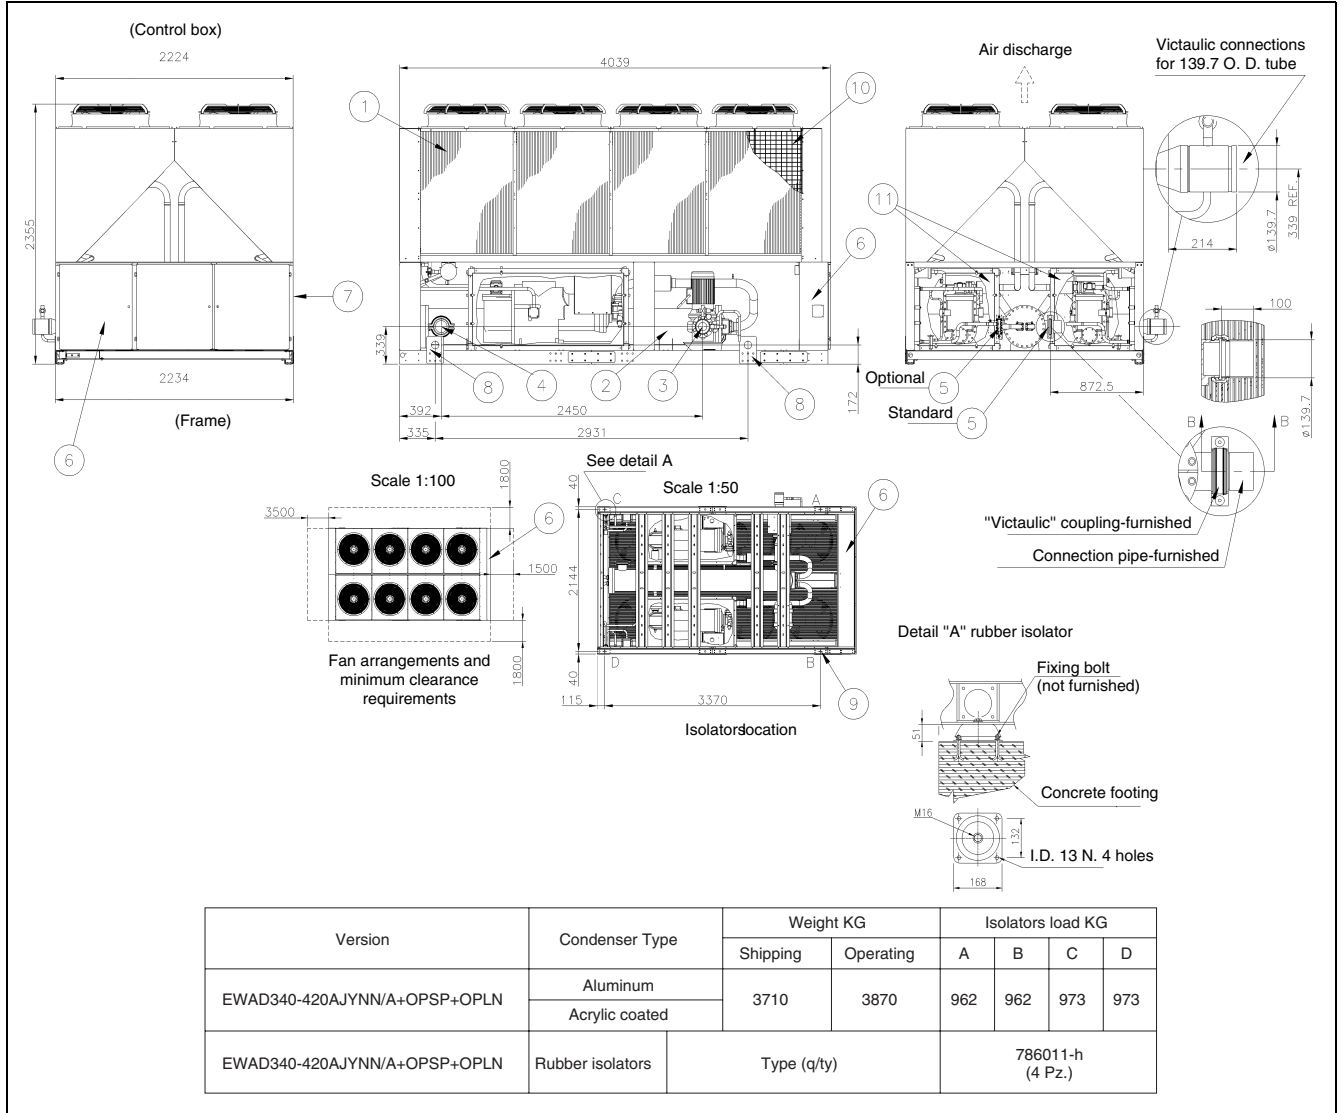 (Control box)
2224
2355
2234
(Frame)
7
6
4039
1
10
6
339
8
4
2
3
8
172
392
2450
335
2931
Air discharge
Victaulic connections
for 139.7 O. D. tube
11
ø139.7
339 REF.
214
Optional
5
Standard
5
872.5
100
ø139.7
B
B
"Victaulic" coupling-furnished
Connection pipe-furnished
Scale 1:100
3500
1800
6
1500
1800
Fan arrangements and
minimum clearance
requirements
See detail A
Scale 1:50
40
C
A
6
2144
D
B
40
9
115
3370
Isolatorslocation
Detail "A" rubber isolator
Fixing bolt
(not furnished)
51
Concrete footing
M16
132
I.D. 13 N. 4 holes
168
Version
Condenser Type
Weight KG
Isolators load KG
Shipping
Operating
A
B
C
D
EWAD340-420AJYNN/A+OPSP+OPLN
Aluminum
Acrylic coated
3710
3870
962
962
973
973
EWAD340-420AJYNN/A+OPSP+OPLN
Rubber isolators
Type (q/ty)
786011-h
(4 Pz.)